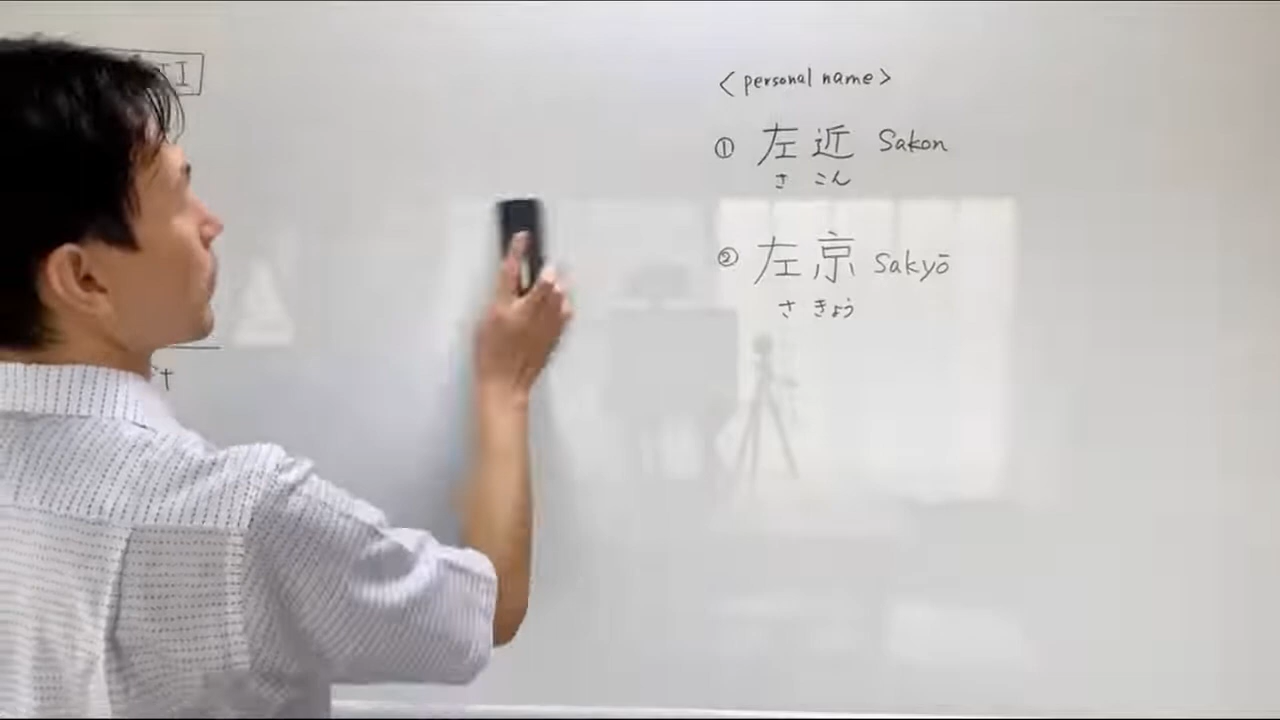 <personal name>
① 左近 Sakon
さ こん
② 左京 Sakyō
さ きょう